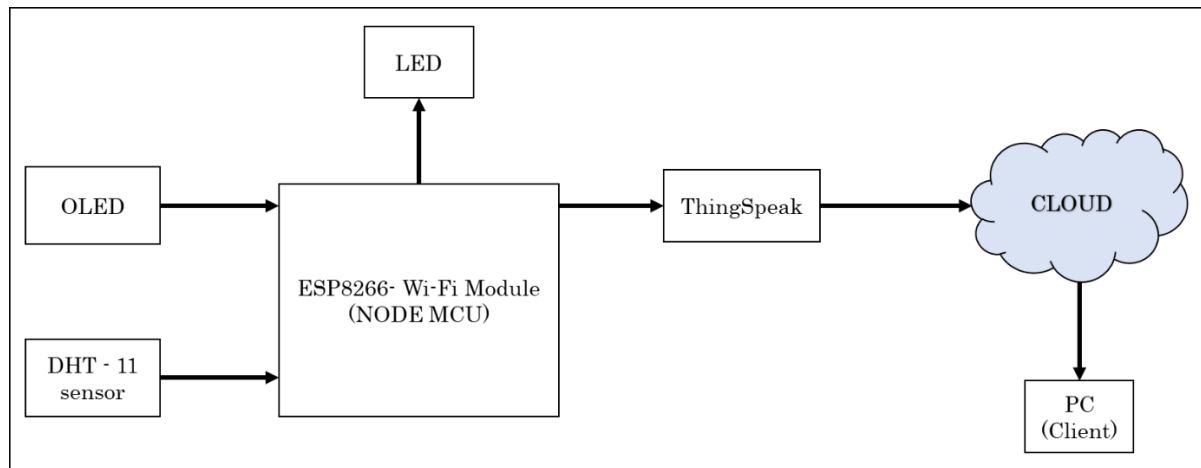 LED
OLED
ThingSpeak
CLOUD
ESP8266- Wi-Fi Module
(NODE MCU)
DHT - 11
sensor
PC
(Client)